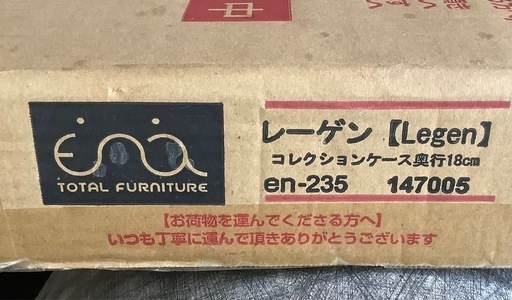 ena
TOTAL FURNITURE
レーゲン【Legen】
コレクションケース奥行18cm
en-235 147005
【お荷物を運んでくださる方へ】
いつも丁寧に運んで頂きありがとうございます